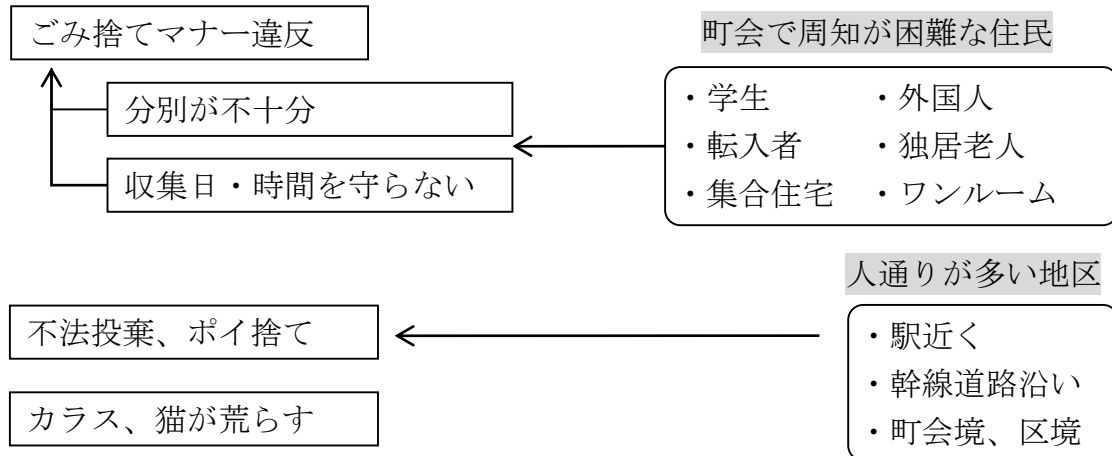 ごみ捨てマナー違反
分別が不十分
収集日・時間を守らない
町会で周知が困難な住民
・学生 ・外国人
・転入者 ・独居老人
・集合住宅 ・ワンルーム
不法投棄、ポイ捨て
カラス、猫が荒らす
人通りが多い地区
・駅近く
・幹線道路沿い
・町会境、区境